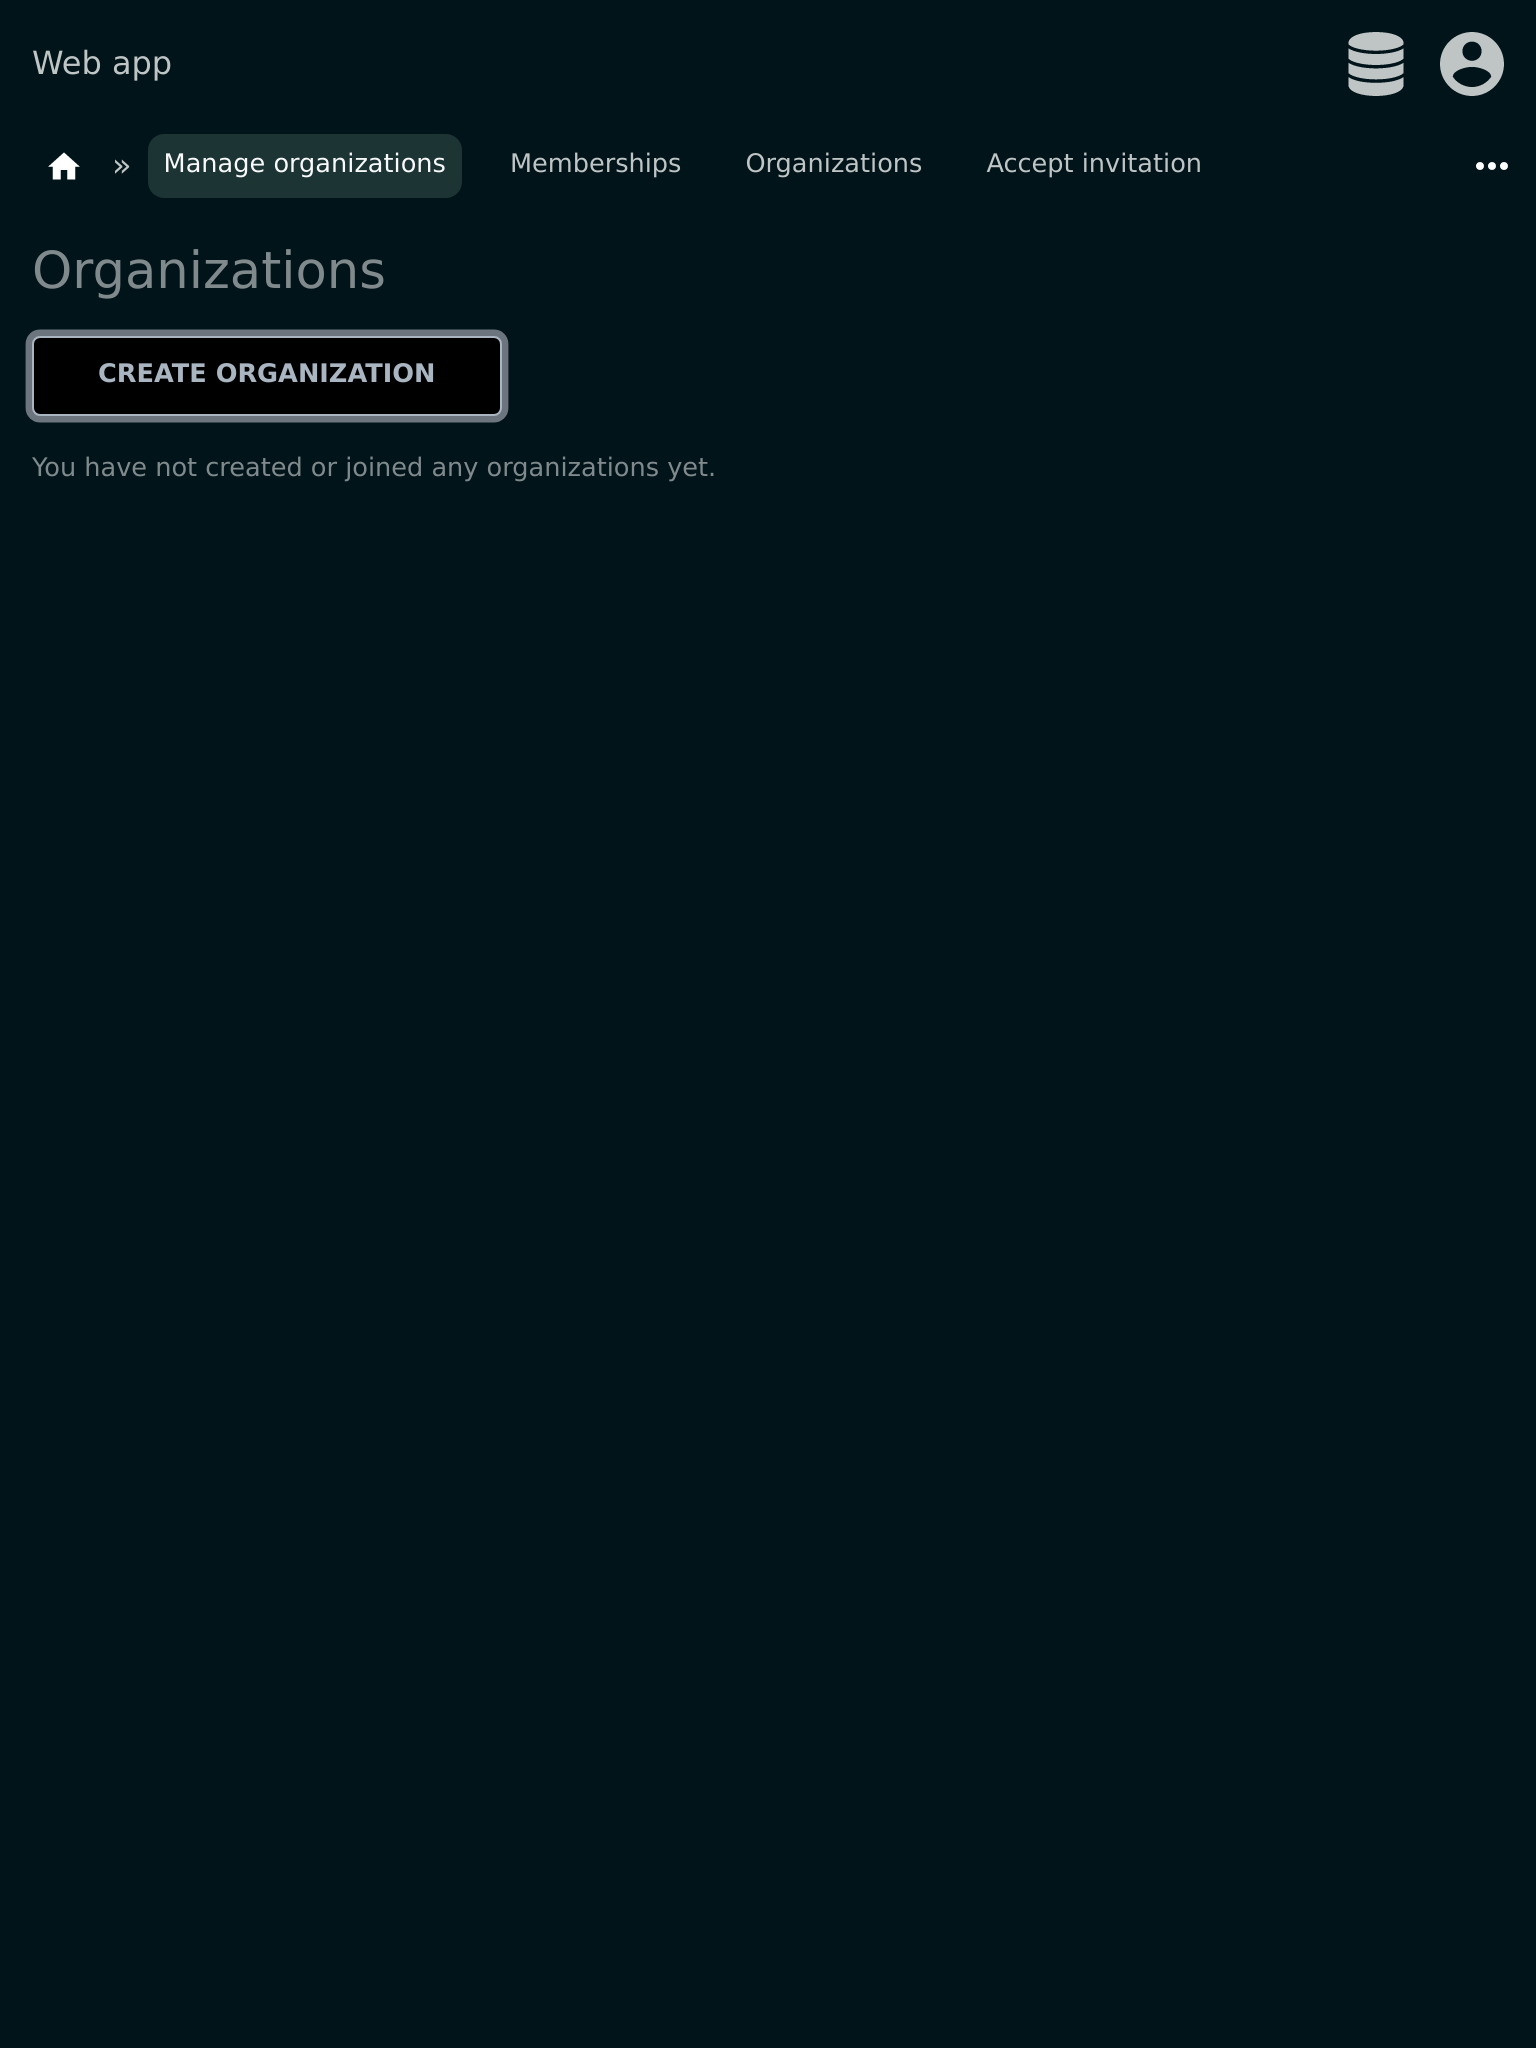 Web app
» Manage organizations Memberships Organizations Accept invitation
Organizations
CREATE ORGANIZATION
You have not created or joined any organizations yet.